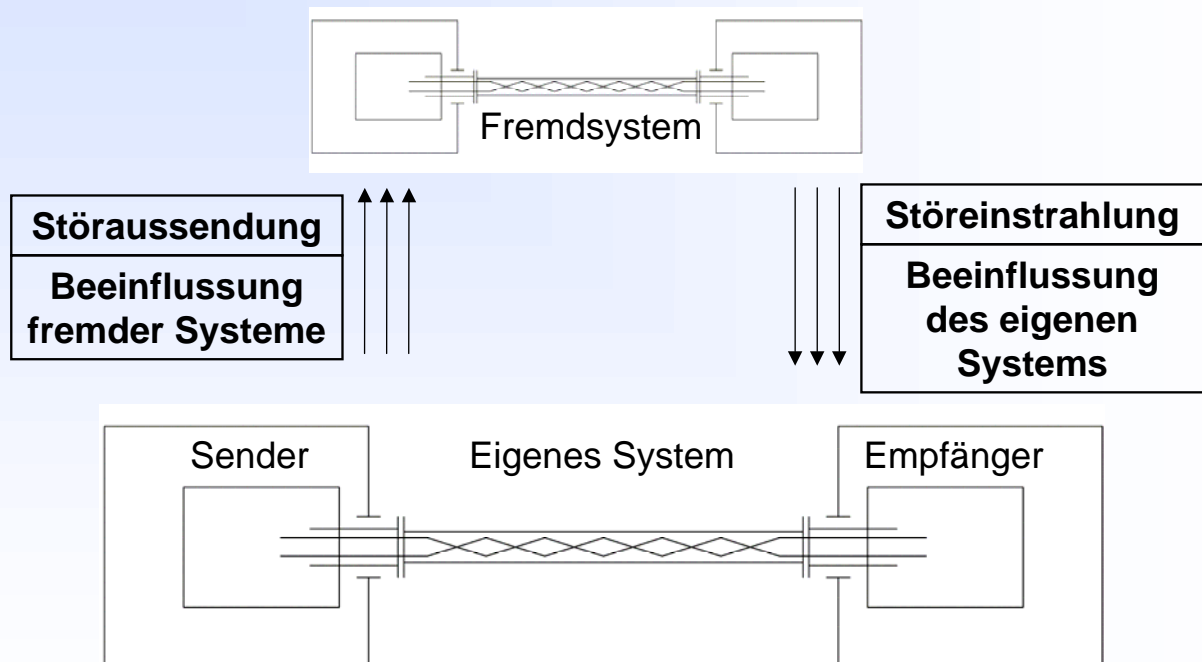 Fremdsystem
Störaussendung
Beeinflussung
fremder Systeme
Störeinstrahlung
Beeinflussung
des eigenen
Systems
Sender
Eigenes System
Empfänger